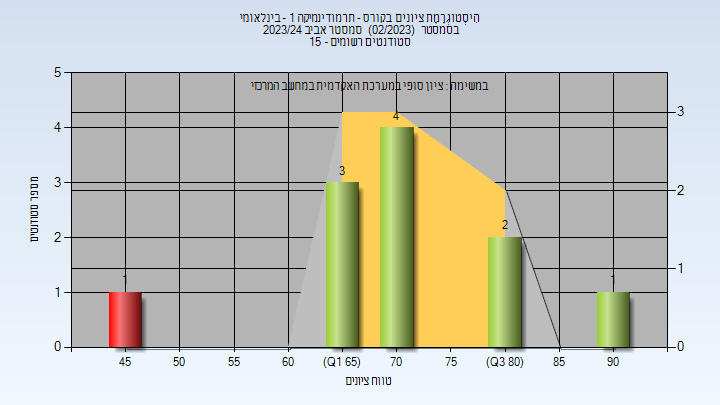 הִיסְטוֹגְרָמַת ציונים בקורס - תרמודינמיקה 1 - בינלאומי
בסמסטר (02/2023) סמסטר אביב 2023/24
סטודנטים רשומים - 15
במשימה : ציון סופי במערכת האקדמית במחשב המרכזי
5
4
3
2
1
0
3
2
1
0
מספר סטודנטים
1
3
4
2
1
45
50
55
60
(Q1 65)
70
75
(Q3 80)
85
90
טווח ציונים